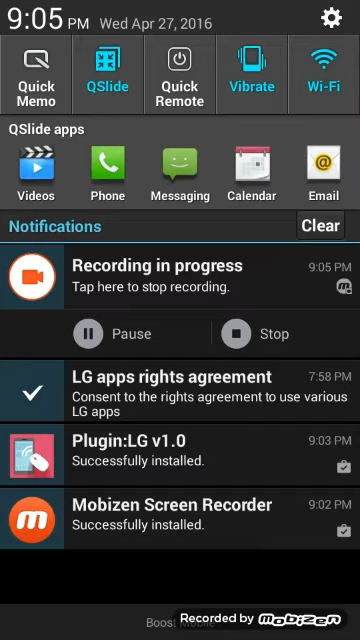 9:05 PM Wed Apr 27, 2016
Quick Memo
QSlide
Quick Remote
Vibrate
Wi-Fi
QSlide apps
Videos
Phone
Messaging
Calendar
Email
Notifications
Clear
Recording in progress 9:05 PM
Tap here to stop recording.
Pause
Stop
LG apps rights agreement 7:58 PM
Consent to the rights agreement to use various
LG apps
Plugin:LG v1.0 9:03 PM
Successfully installed.
Mobizen Screen Recorder 9:02 PM
Successfully installed.
Boost Mobile
Recorded by mobizen